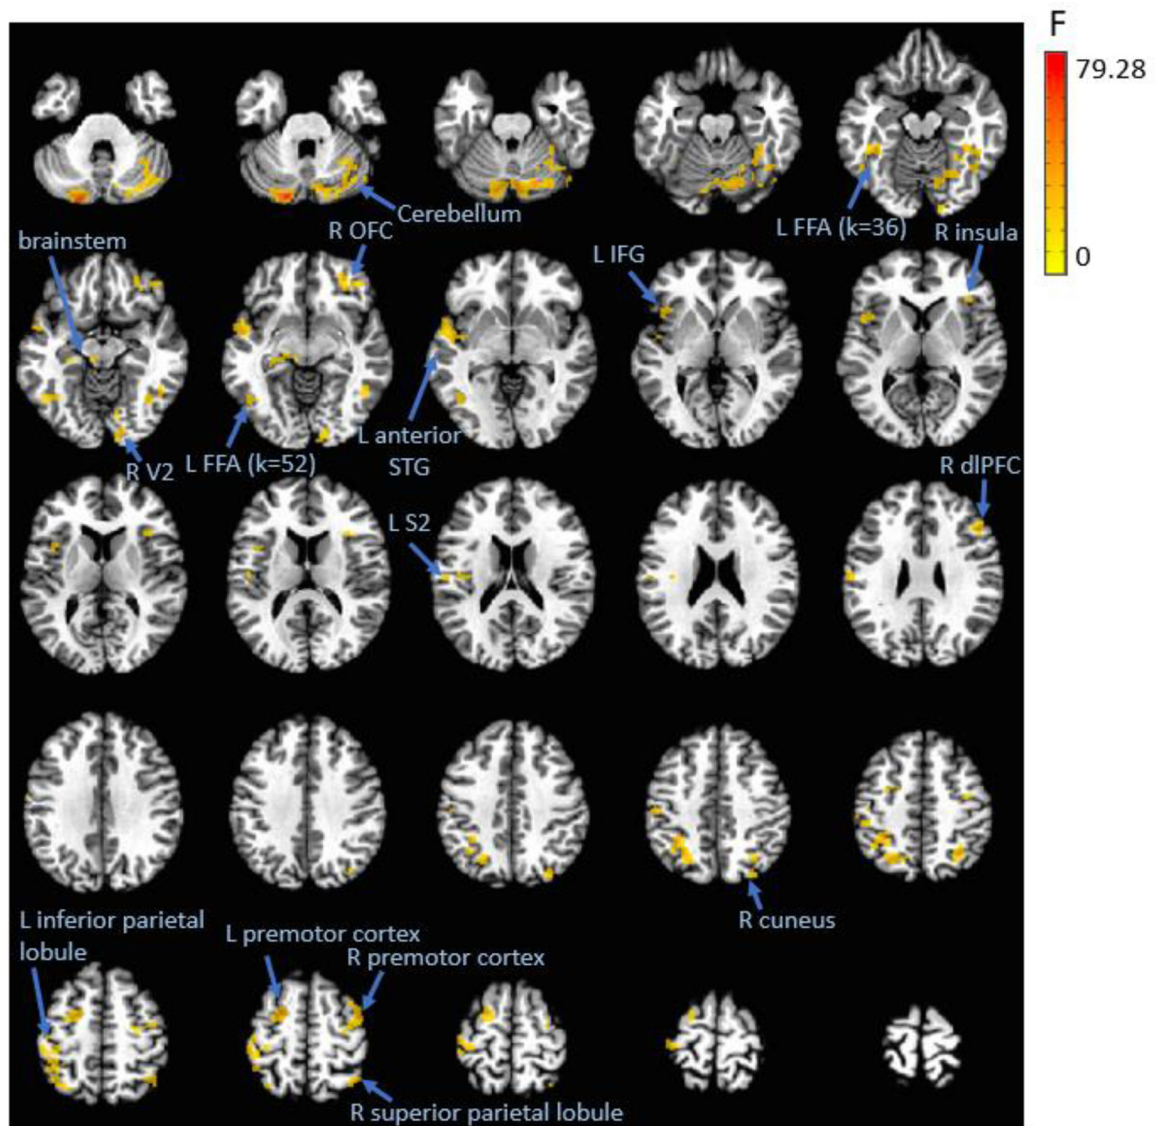 F
79.28
0
Cerebellum
L FFA (k=36)
brainstem
R OFC
L IFG
R insula
R V2
L FFA (k=52)
L anterior
STG
R dlPFC
L S2
R cuneus
L inferior parietal
lobule
L premotor cortex
R premotor cortex
R superior parietal lobule